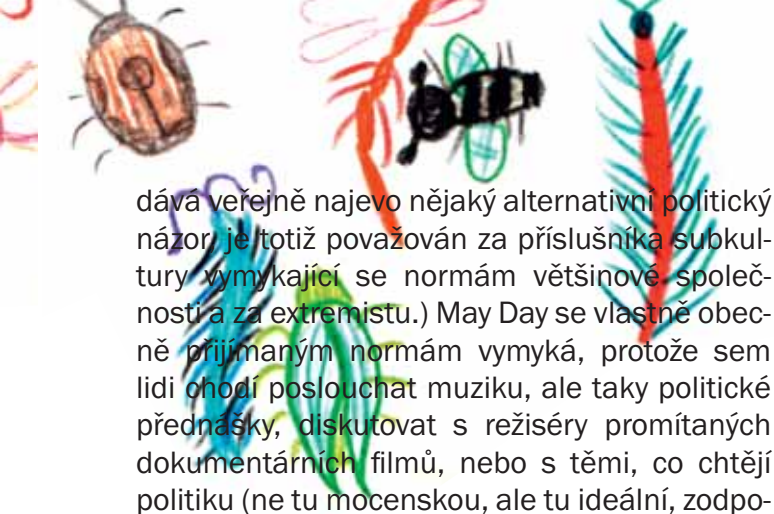 dává veřejně najevo nějaký alternativní politický
názor, je totiž považován za příslušníka subkul-
tury vymykající se normám většinové společ-
nosti a za extremistu.) May Day se vlastně obec-
ně přijímaným normám vymyká, protože sem
lidi chodí poslouchat muziku, ale taky politické
přednášky, diskutovat s režiséry promítaných
dokumentárních filmů, nebo s těmi, co chtějí
politiku (ne tu mocenskou, ale tu ideální, zodpo-